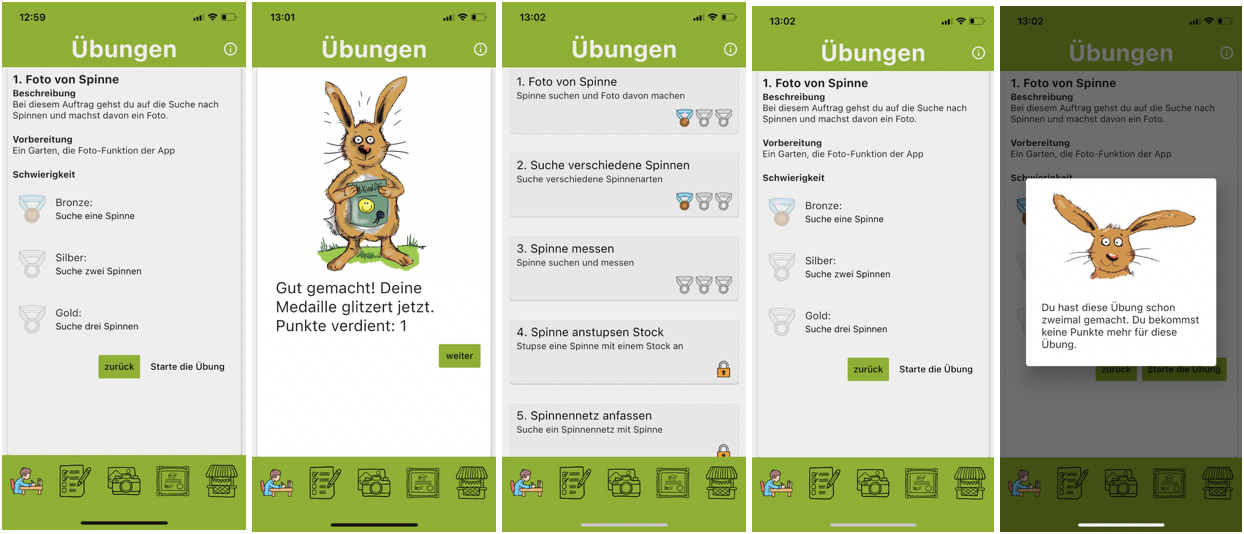 12:59
Übungen
1. Foto von Spinne
Beschreibung
Bei diesem Auftrag gehst du auf die Suche nach
Spinnen und machst davon ein Foto.
Vorbereitung
Ein Garten, die Foto-Funktion der App
Schwierigkeit
Bronze:
Suche eine Spinne
Silber:
Suche zwei Spinnen
Gold:
Suche drei Spinnen
zurück
Starte die Übung
13:01
Übungen
Gut gemacht! Deine
Medaille glitzert jetzt.
Punkte verdient: 1
weiter
13:02
Übungen
1. Foto von Spinne
Spinne suchen und Foto davon machen
2. Suche verschiedene Spinnen
Suche verschiedene Spinnenarten
3. Spinne messen
Spinne suchen und messen
4. Spinne anstupsen Stock
Stupse eine Spinne mit einem Stock an
5. Spinnennetz anfassen
Suche ein Spinnennetz mit Spinne
13:02
Übungen
1. Foto von Spinne
Beschreibung
Bei diesem Auftrag gehst du auf die Suche nach
Spinnen und machst davon ein Foto.
Vorbereitung
Ein Garten, die Foto-Funktion der App
Schwierigkeit
Bronze:
Suche eine Spinne
Silber:
Suche zwei Spinnen
Gold:
Suche drei Spinnen
zurück
Starte die Übung
13:02
Übungen
1. Foto von Spinne
Beschreibung
Bei diesem Auftrag gehst du auf die Suche nach
Spinnen und machst davon ein Foto.
Vorbereitung
Ein Garten, die Foto-Funktion der App
Schwierigkeit
Du hast diese Übung schon
zweimal gemacht. Du bekommst
keine Punkte mehr für diese
Übung.
zurück
Starte die Übung